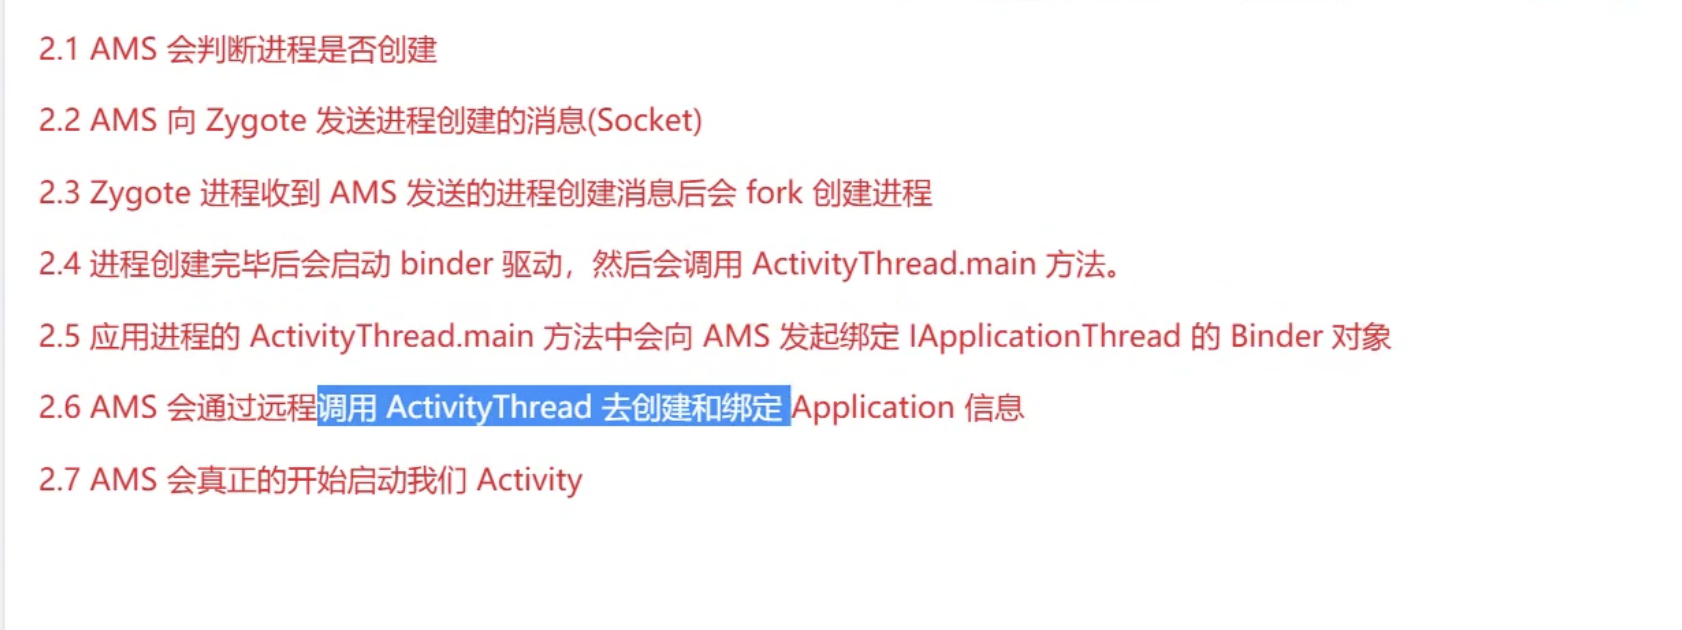 2.1 AMS 会判断进程是否创建
2.2 AMS 向 Zygote 发送进程创建的消息(Socket)
2.3 Zygote 进程收到 AMS 发送的进程创建消息后会 fork 创建进程
2.4 进程创建完毕后会启动 binder 驱动，然后会调用 ActivityThread.main 方法。
2.5 应用进程的 ActivityThread.main 方法中会向 AMS 发起绑定 IApplicationThread 的 Binder 对象
2.6 AMS 会通过远程调用 ActivityThread 去创建和绑定 Application 信息
2.7 AMS 会真正的开始启动我们 Activity